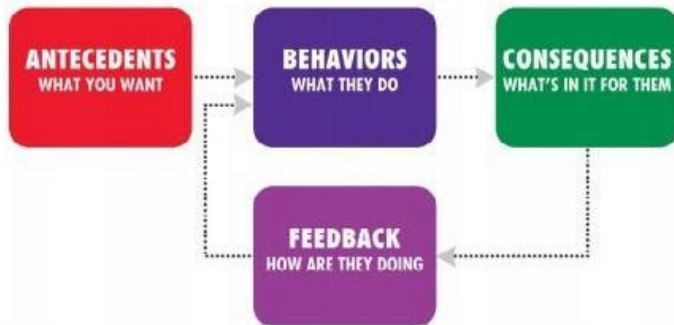 ANTECEDENTS
WHAT YOU WANT
BEHAVIORS
WHAT THEY DO
CONSEQUENCES
WHAT'S IN IT FOR THEM
FEEDBACK
HOW ARE THEY DOING